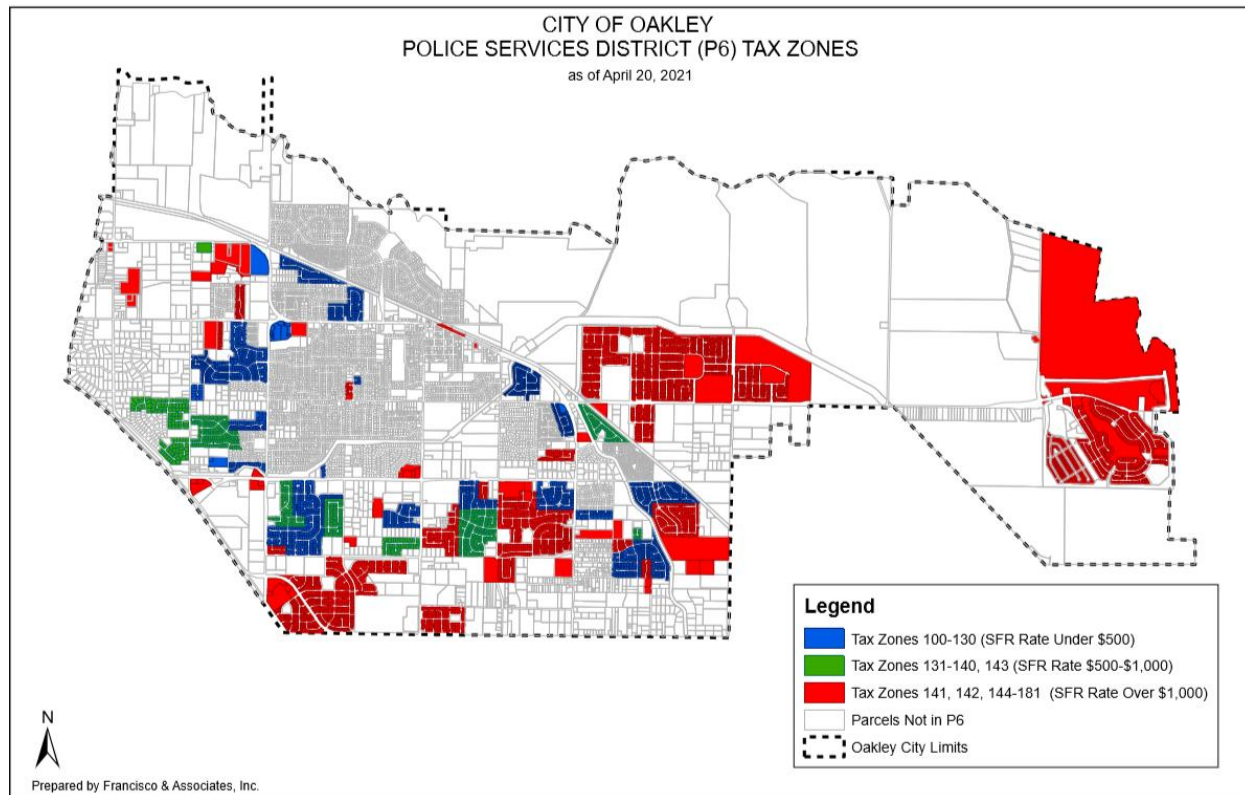 CITY OF OAKLEY
POLICE SERVICES DISTRICT (P6) TAX ZONES
as of April 20, 2021
Legend
Tax Zones 100-130 (SFR Rate Under $500)
Tax Zones 131-140, 143 (SFR Rate $500-$1,000)
Tax Zones 141, 142, 144-181 (SFR Rate Over $1,000)
Parcels Not in P6
Oakley City Limits
N
Prepared by Francisco & Associates, Inc.